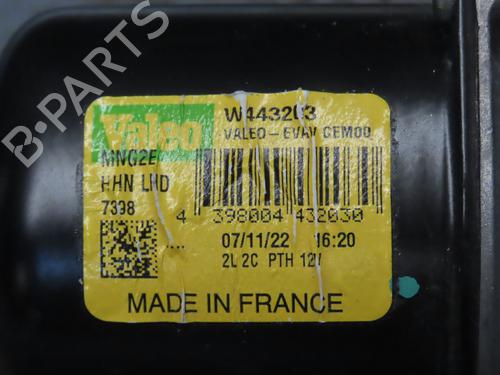 Valeo
W443203
VALEO-EVAV CEM00
MNG2E
HHN LHD
7398
4 398004 432030
07/11/22 16:20
2L 2C PTH 12V
MADE IN FRANCE
B-PARTS